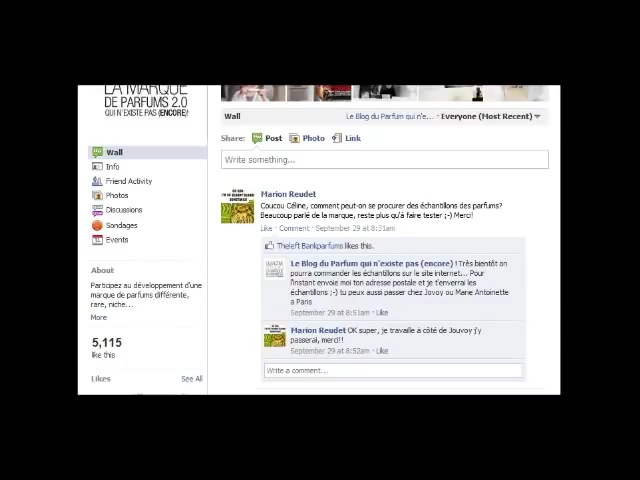 LA MARQUE
DE PARFUMS 2.0
QUI N'EXISTE PAS (ENCORE)!
Wall
Le Blog du Parfum qui n'e... · Everyone (Most Recent)
Share: Post Photo Link
Write something...
Wall
Info
Friend Activity
Photos
Discussions
Sondages
Events
About
Participez au développement d'une
marque de parfums différente,
rare, niche...
More
5,115
like this
Likes See All
Marion Reudet
Coucou Céline, comment peut-on se procurer des échantillons des parfums?
Beaucoup parlé de la marque, reste plus qu'à faire tester ;-) Merci!
Like · Comment · September 29 at 8:31am
Theleft Bankparfums likes this.
Le Blog du Parfum qui n'existe pas (encore) ! Très bientôt on
pourra commander les échantillons sur le site internet... Pour
l'instant envoie moi ton adresse postale et je t'enverrai les
échantillons ;-) tu peux aussi passer chez Jovoy ou Marie Antoinette
à Paris
September 29 at 8:51am · Like
Marion Reudet OK super, je travaille à côté de Jouvoy j'y
passerai, merci!!
September 29 at 8:52am · Like
Write a comment...